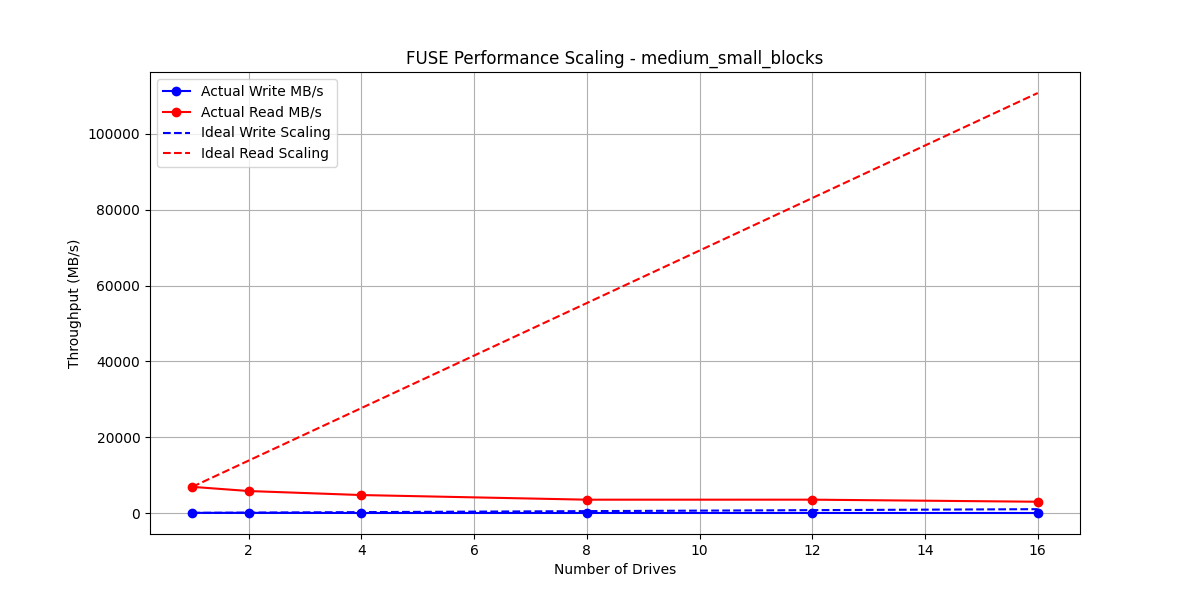 FUSE Performance Scaling - medium_small_blocks
Actual Write MB/s
Actual Read MB/s
Ideal Write Scaling
Ideal Read Scaling
100000
80000
60000
40000
20000
0
Throughput (MB/s)
2 4 6 8 10 12 14 16
Number of Drives